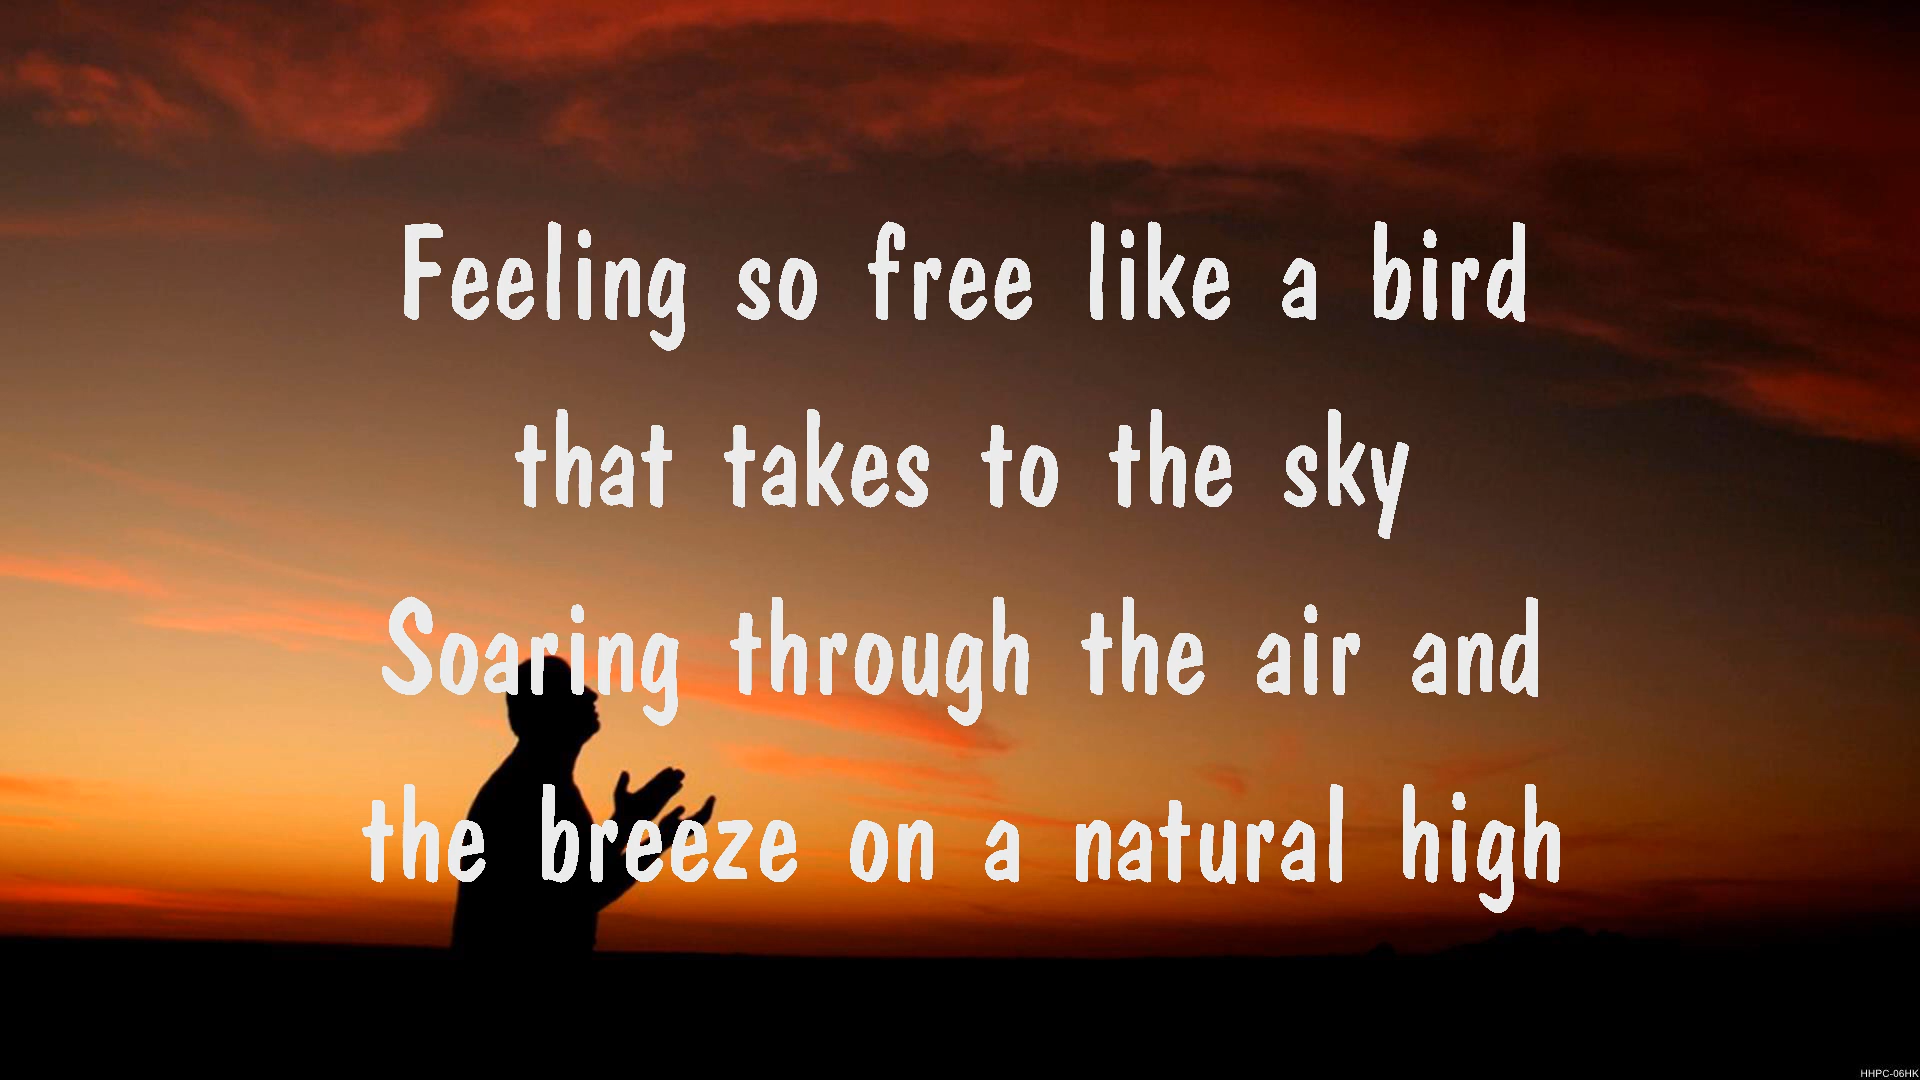 Feeling so free like a bird
that takes to the sky
Soaring through the air and
the breeze on a natural high
HHPC-06HK